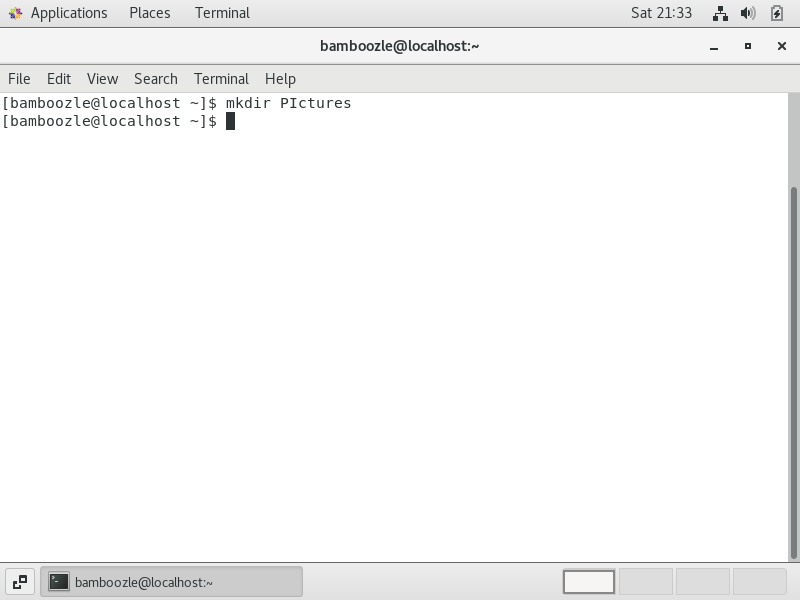 Applications Places Terminal Sat 21:33
bamboozle@localhost:~
File Edit View Search Terminal Help
[bamboozle@localhost ~]$ mkdir PIctures
[bamboozle@localhost ~]$
bamboozle@localhost:~